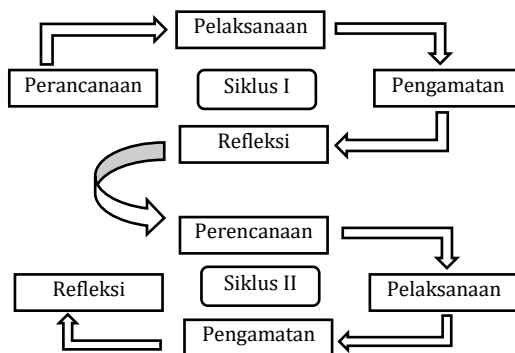 Pelaksanaan
Perancanaan
Siklus I
Pengamatan
Refleksi
Perencanaan
Refleksi
Siklus II
Pelaksanaan
Pengamatan